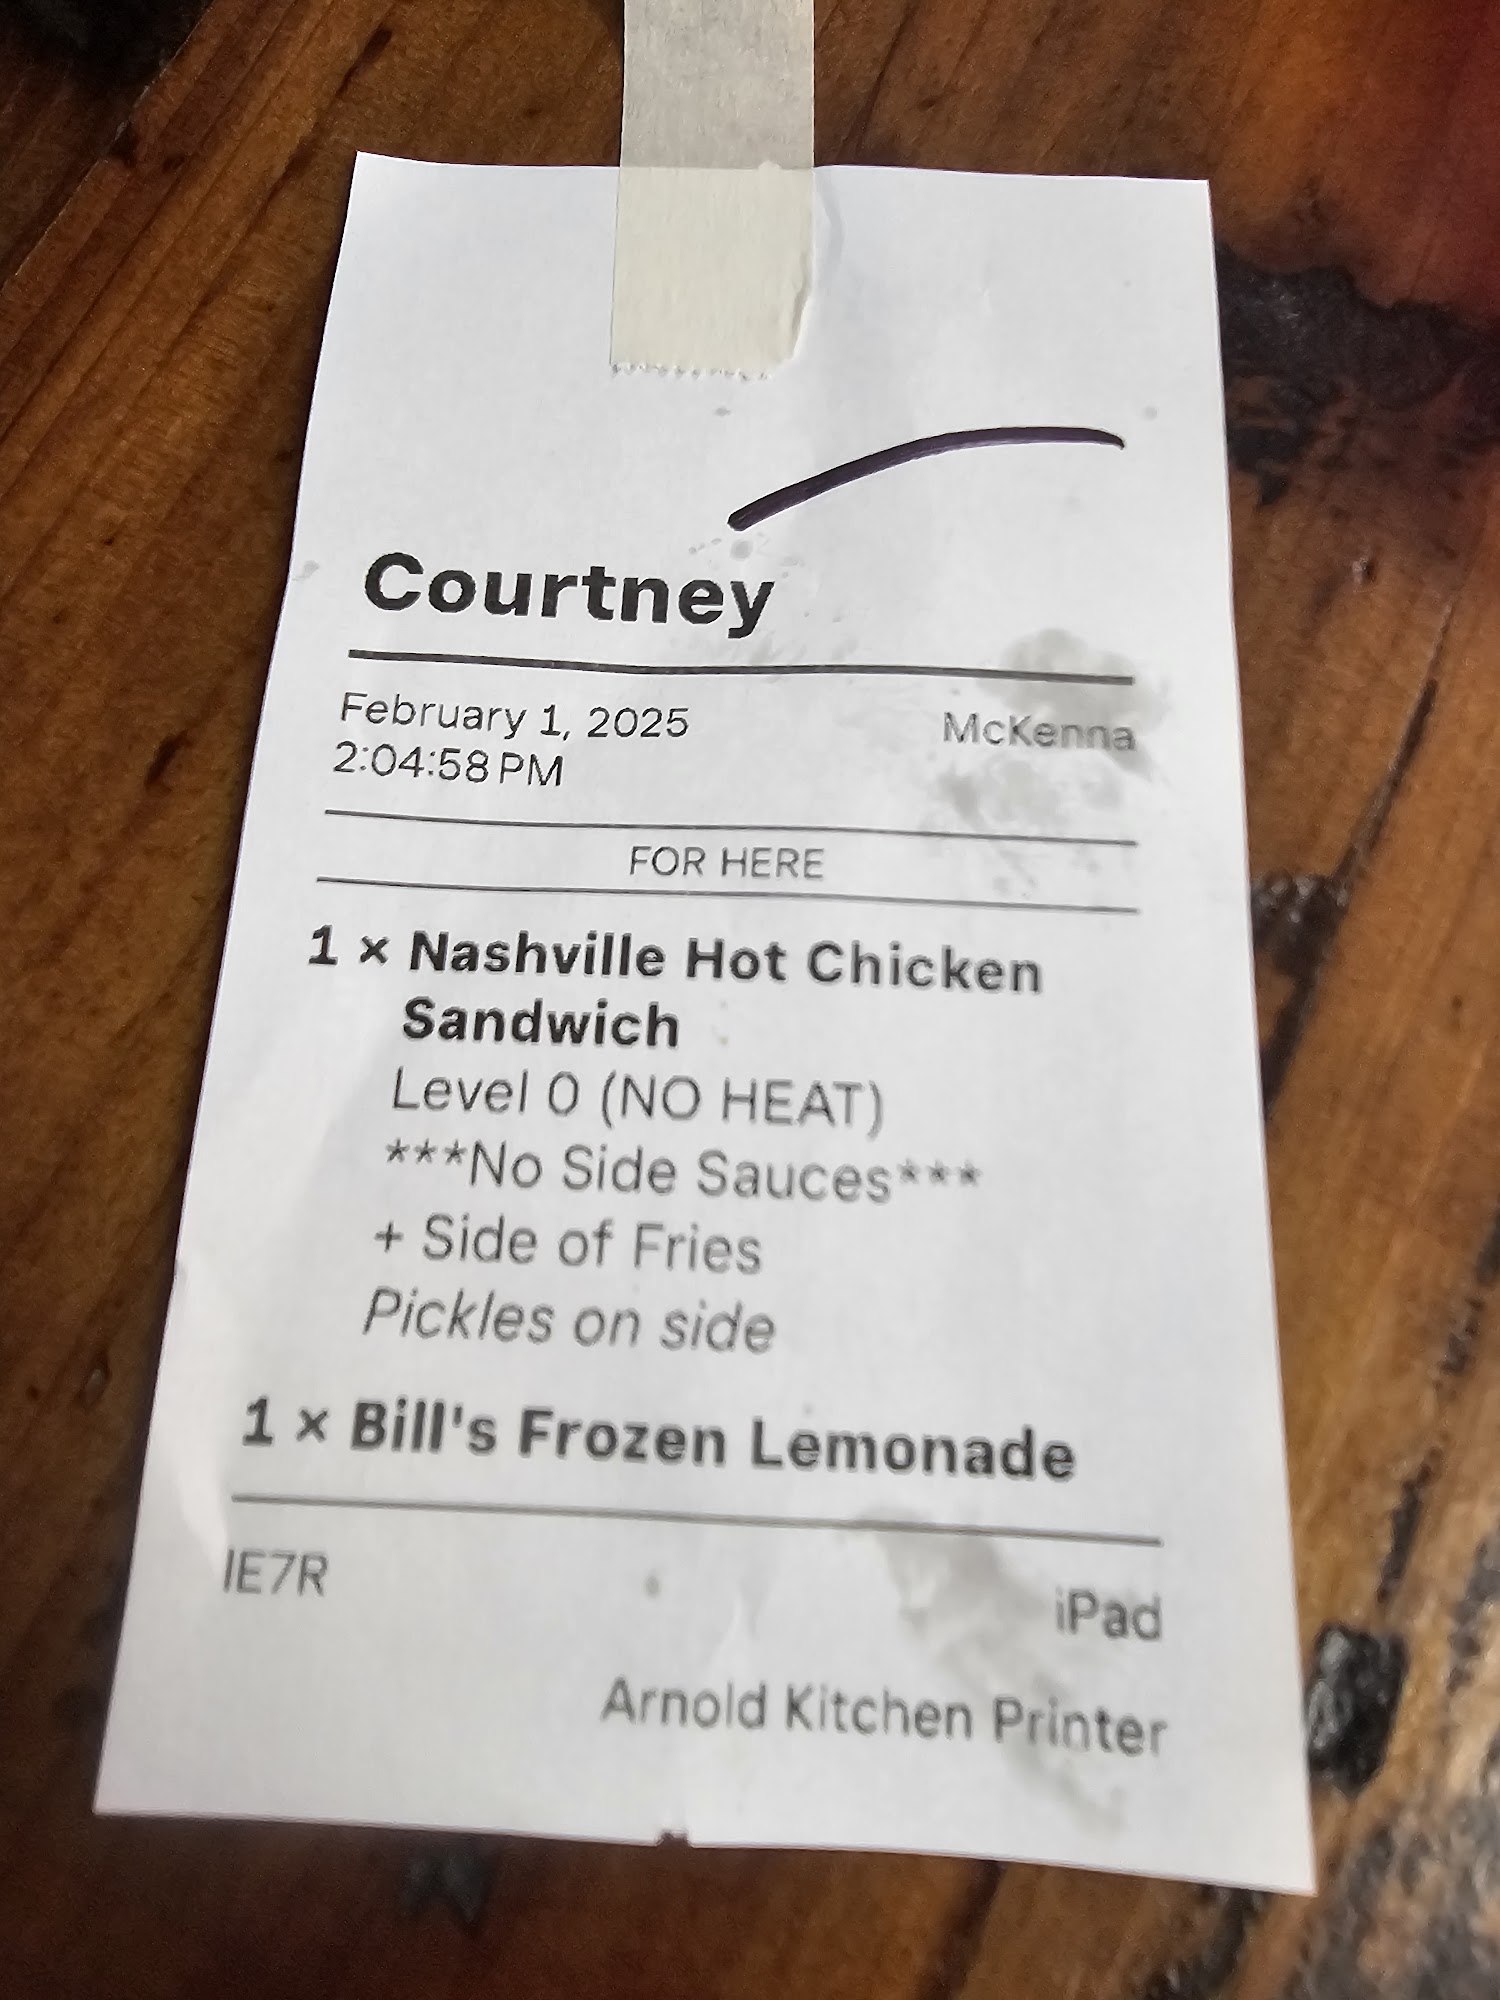 Courtney
February 1, 2025
McKenna
2:04:58 PM
FOR HERE
1 × Nashville Hot Chicken
Sandwich
Level 0 (NO HEAT)
***No Side Sauces***
+ Side of Fries
Pickles on side
1 × Bill's Frozen Lemonade
IE7R
iPad
Arnold Kitchen Printer